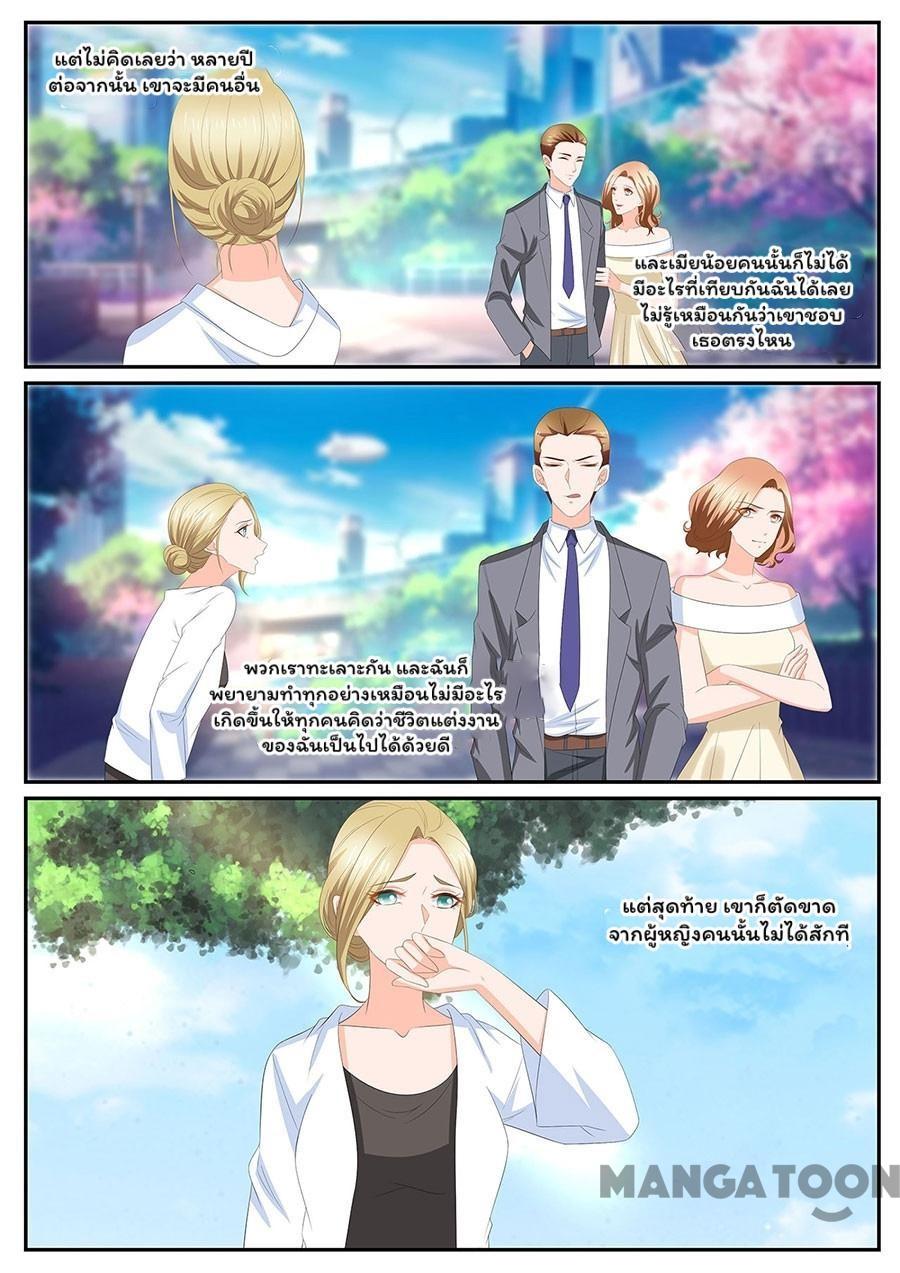 แต่ไม่คิดเลยว่า หลายปี
ต่อจากนั้น เขาจะมีคนอื่น
และเมียน้อยคนนั้นก็ไม่ได้
มีอะไรที่เทียบกันฉันได้เลย
ไม่รู้เหมือนกันว่าเขาชอบ
เธอตรงไหน
พวกเราทะเลาะกัน และฉันก็
พยายามทำทุกอย่างเหมือนไม่มีอะไร
เกิดขึ้นให้ทุกคนคิดว่าชีวิตแต่งงาน
ของฉันเป็นไปได้ด้วยดี
แต่สุดท้าย เขาก็ตัดขาด
จากผู้หญิงคนนั้นไม่ได้สักที
MANGATOON